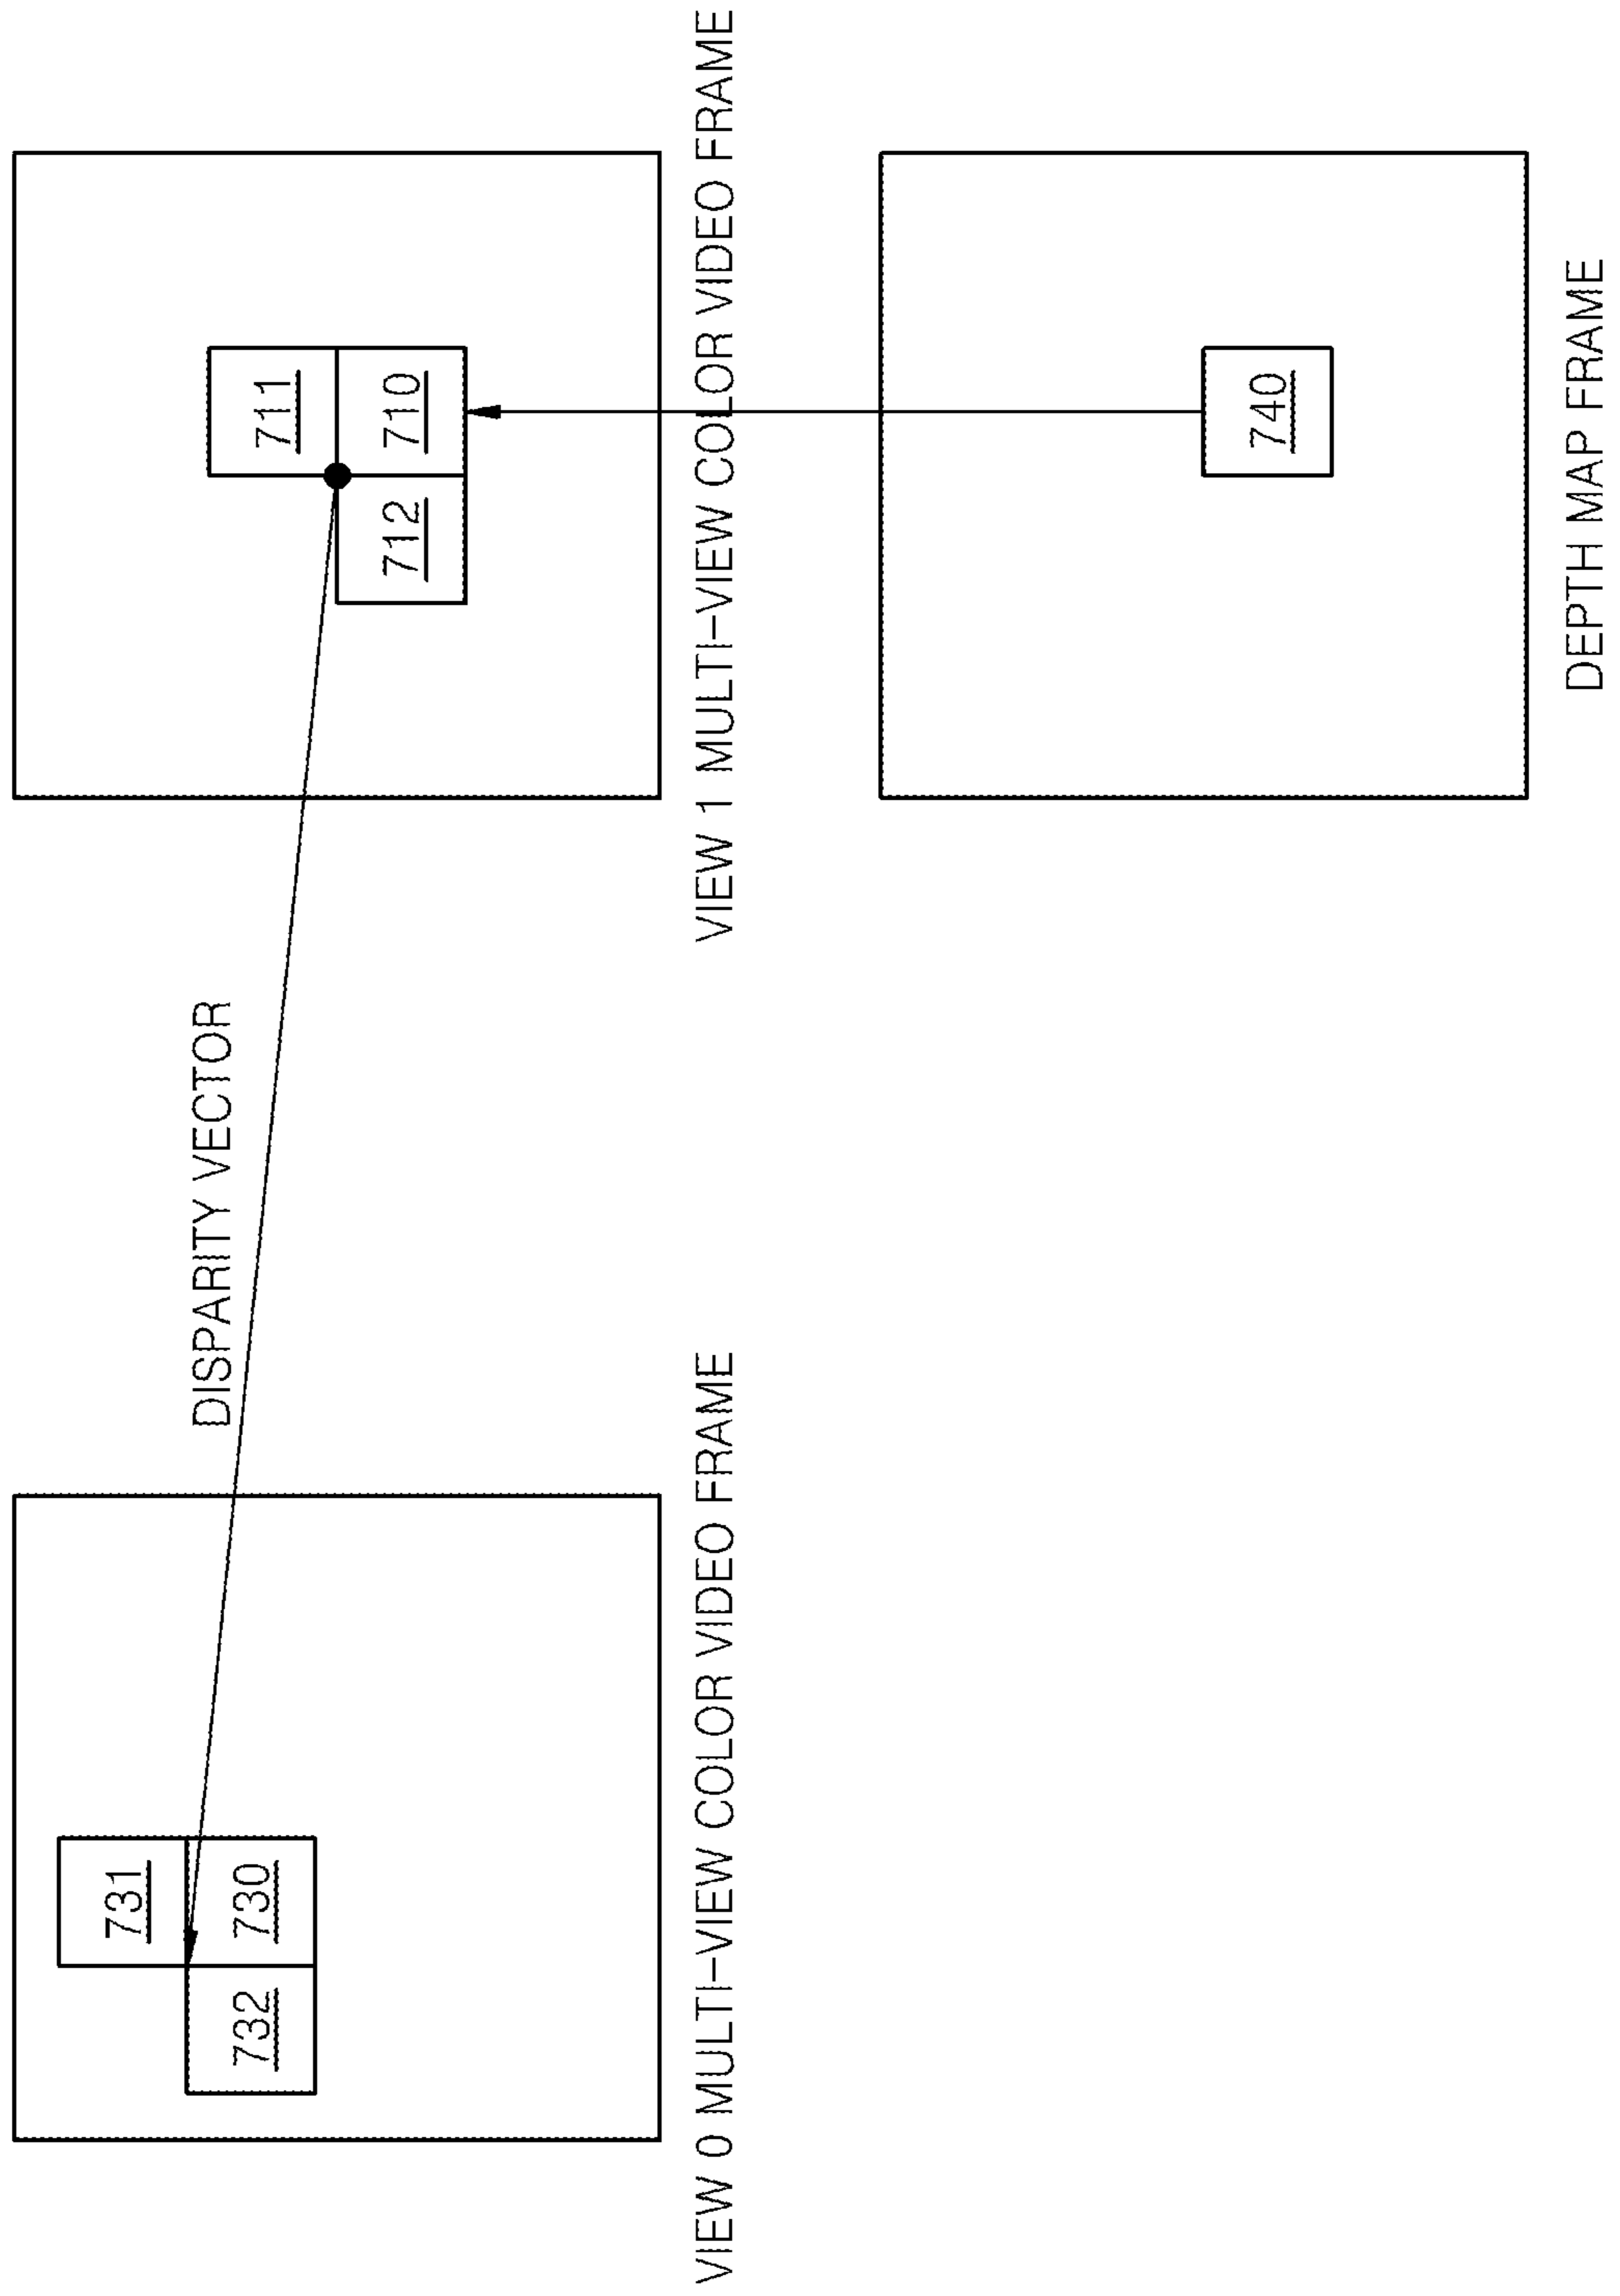 731
732
730
VIEW 0 MULTI-VIEW COLOR VIDEO FRAME
DISPARITY VECTOR
711
712
710
VIEW 1 MULTI-VIEW COLOR VIDEO FRAME
740
DEPTH MAP FRAME